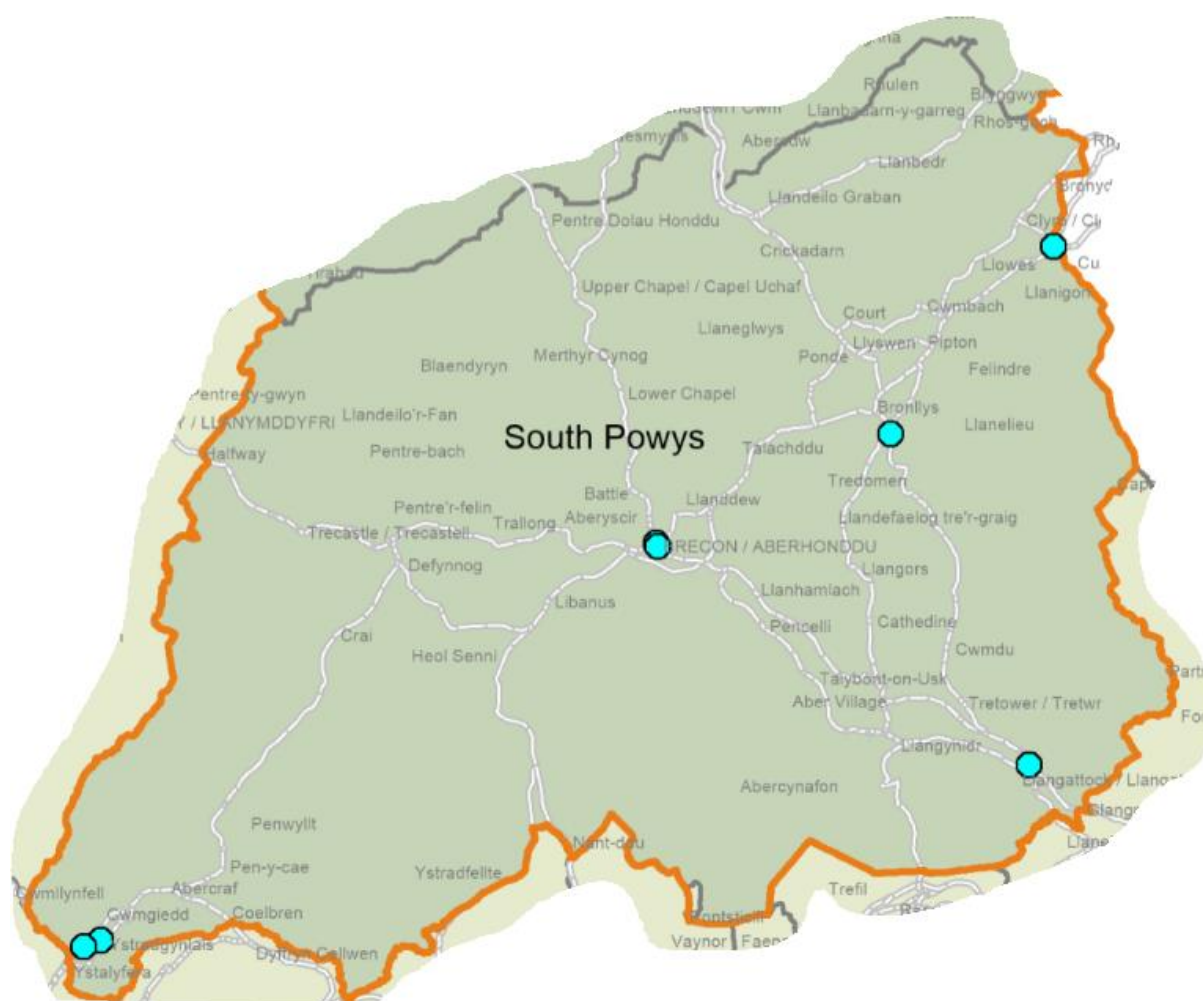 Rhulen
Llanbadarn-y-garreg
Rhos-goch
Aberedw
Llanbedr
Llandeilo Graban
Pentre Dolau Honddu
Crickadarn
Llowes
Llanigon
Upper Chapel / Capel Uchaf
Cwmbach
Court
Llaneglwys
Llyswen
Pipton
Merthyr Cynog
Ponde
Blaendyryn
Felindre
Lower Chapel
Llandeilo'r-Fan
Bronllys
/ LLANYMDDYFRI
Llanelieu
South Powys
Talachddu
Halfway
Pentre-bach
Tredomen
Battle
Llanddew
Pentre'r-felin
Aberyscir
Llandefaelog tre'r-graig
Trallong
Trecastle / Trecastell
BRECON / ABERHONDDU
Defynnog
Llangors
Llanhamlach
Libanus
Cathedine
Pencelli
Crai
Cwmdu
Heol Senni
Talybont-on-Usk
Aber Village
Tretower / Tretwr
Llangynidr
Abercynafon
Penwyllt
Nant-ddu
Pen-y-cae
Ystradfellte
Trefil
Cwmllynfell
Abercraf
Cwmgiedd
Coelbren
Pontsticill
Ystradgynlais
Vaynor
Dyffryn Cellwen
Ystalyfera